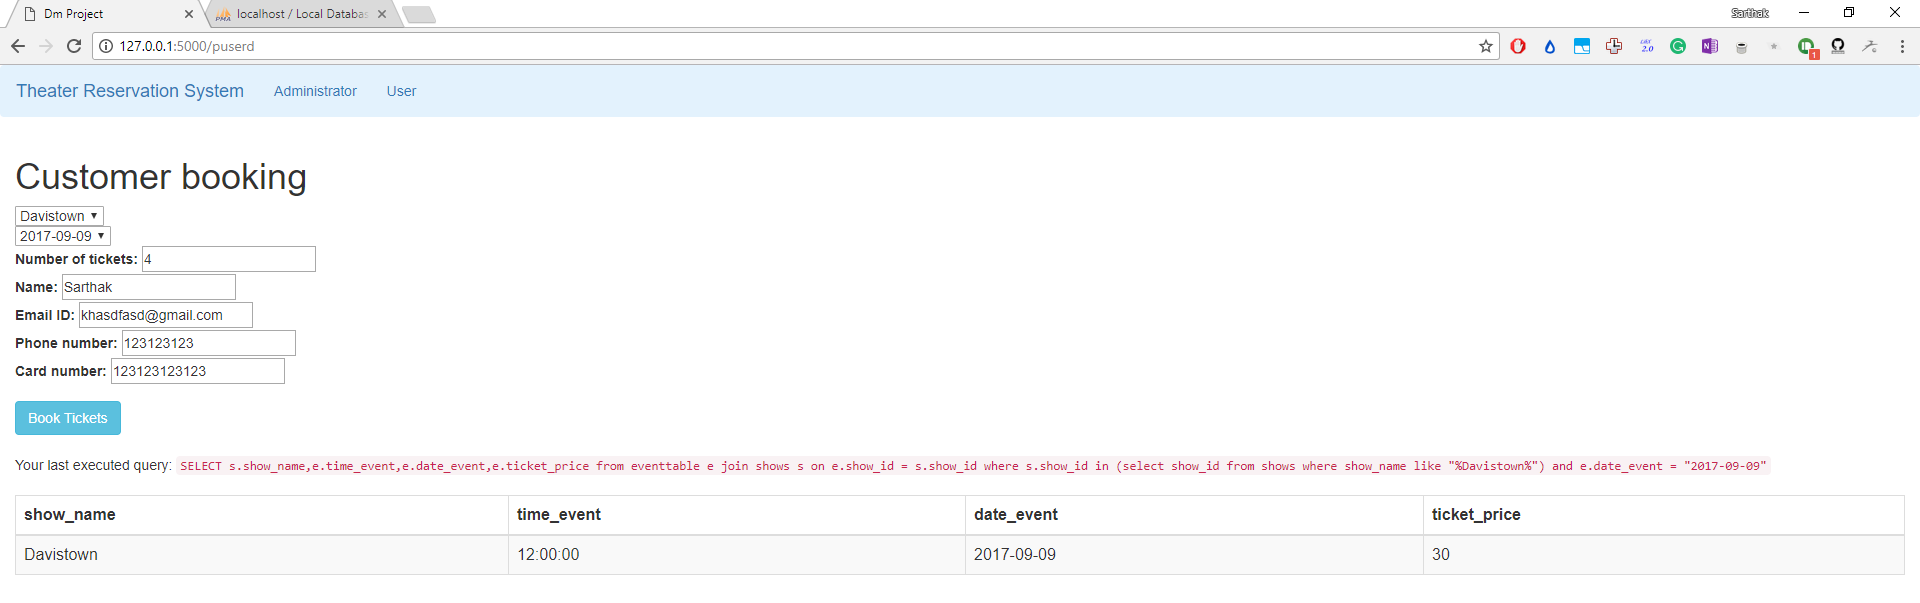 Dm Project
localhost / Local Databas
Sarthak
127.0.0.1:5000/puserd
2.0
1
Theater Reservation System Administrator User
Customer booking
Davistown
2017-09-09
Number of tickets: 4
Name: Sarthak
Email ID: khasdfasd@gmail.com
Phone number: 123123123
Card number: 123123123123
Book Tickets
Your last executed query: SELECT s.show_name,e.time_event,e.date_event,e.ticket_price from eventtable e join shows s on e.show_id = s.show_id where s.show_id in (select show_id from shows where show_name like "%Davistown%") and e.date_event = "2017-09-09"
show_name time_event date_event ticket_price
Davistown 12:00:00 2017-09-09 30